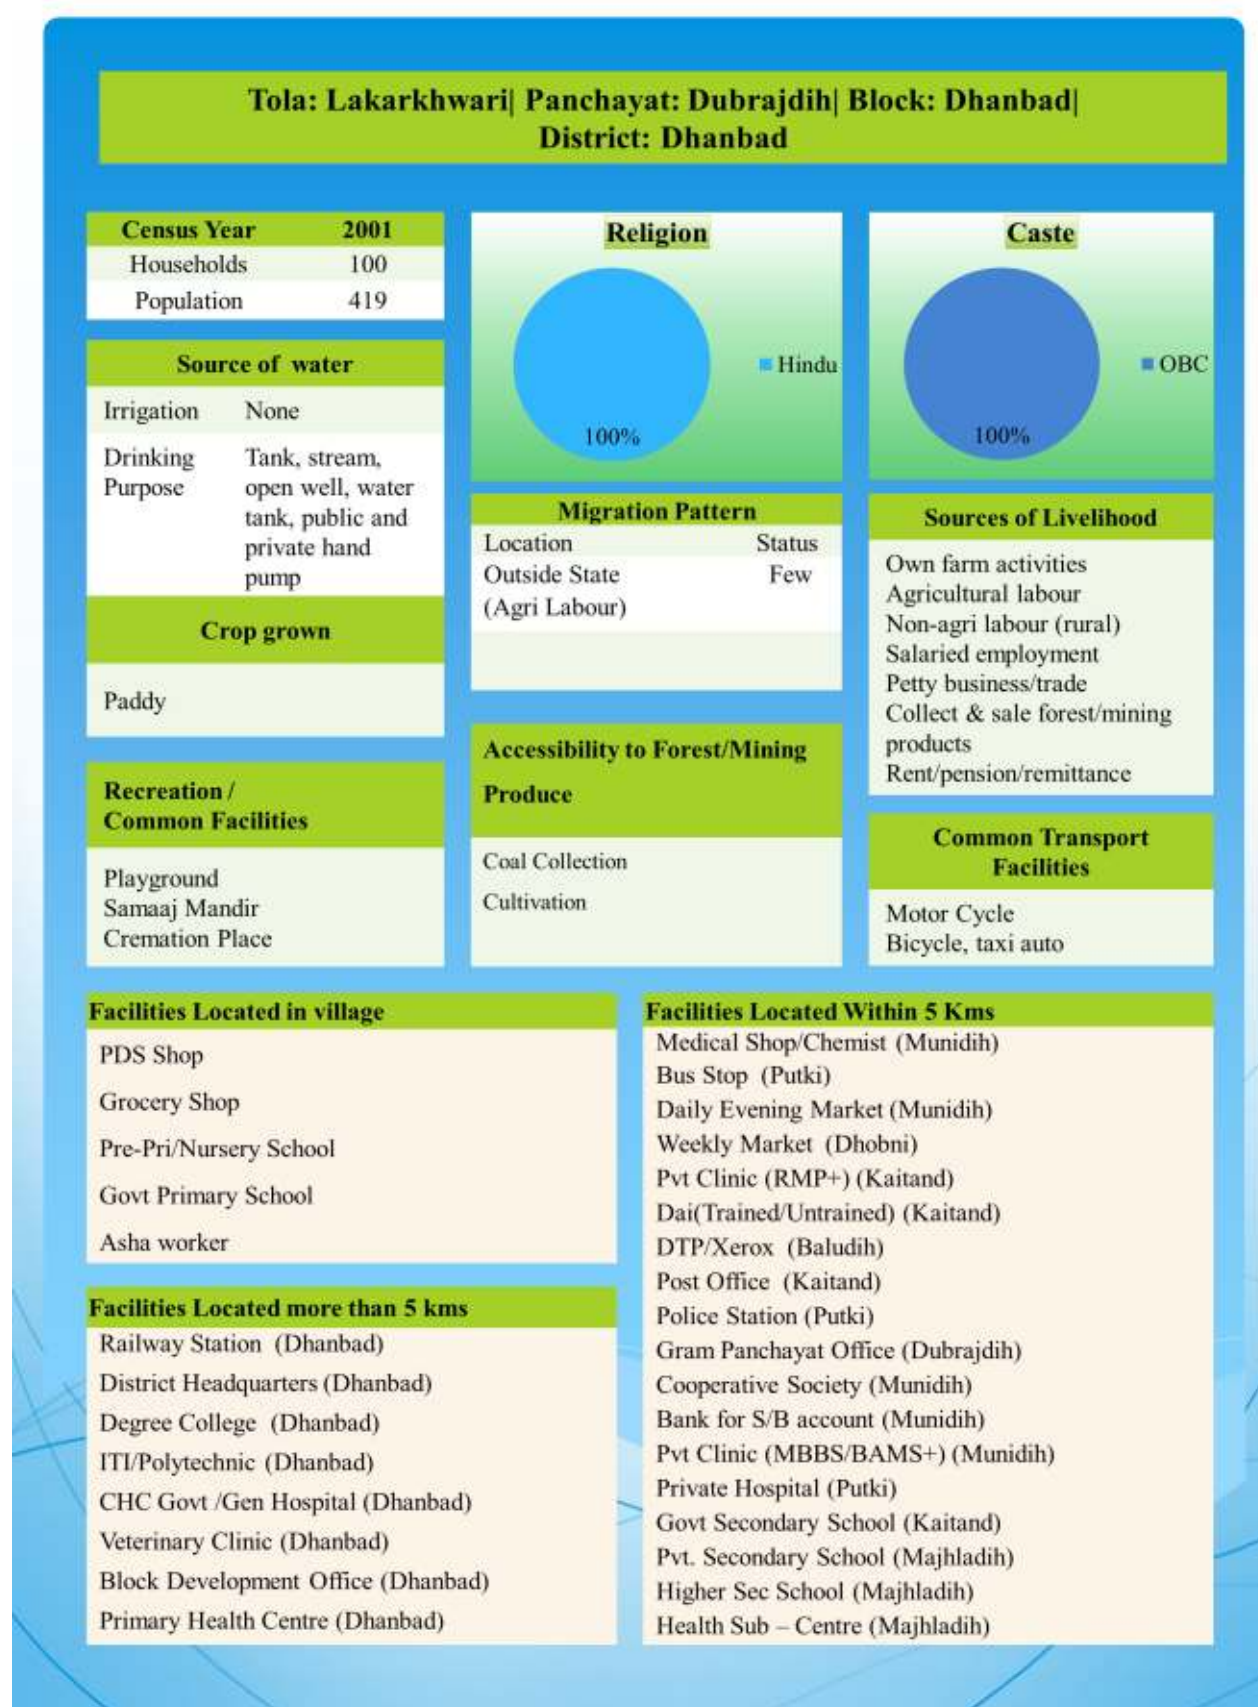 Tola: Lakarkhwari| Panchayat: Dubrajdih| Block: Dhanbad|
District: Dhanbad
Census Year 2001
Households 100
Population 419
Source of water
Irrigation None
Drinking Tank, stream,
Purpose open well, water
tank, public and
private hand
pump
Crop grown
Paddy
Recreation /
Common Facilities
Playground
Samaaj Mandir
Cremation Place
Religion
Hindu
100%
Migration Pattern
Location Status
Outside State Few
(Agri Labour)
Accessibility to Forest/Mining
Produce
Coal Collection
Cultivation
Caste
OBC
100%
Sources of Livelihood
Own farm activities
Agricultural labour
Non-agri labour (rural)
Salaried employment
Petty business/trade
Collect & sale forest/mining
products
Rent/pension/remittance
Common Transport
Facilities
Motor Cycle
Bicycle, taxi auto
Facilities Located in village
PDS Shop
Grocery Shop
Pre-Pri/Nursery School
Govt Primary School
Asha worker
Facilities Located more than 5 kms
Railway Station (Dhanbad)
District Headquarters (Dhanbad)
Degree College (Dhanbad)
ITI/Polytechnic (Dhanbad)
CHC Govt /Gen Hospital (Dhanbad)
Veterinary Clinic (Dhanbad)
Block Development Office (Dhanbad)
Primary Health Centre (Dhanbad)
Facilities Located Within 5 Kms
Medical Shop/Chemist (Munidih)
Bus Stop (Putki)
Daily Evening Market (Munidih)
Weekly Market (Dhobni)
Pvt Clinic (RMP+) (Kaitand)
Dai(Trained/Untrained) (Kaitand)
DTP/Xerox (Baludih)
Post Office (Kaitand)
Police Station (Putki)
Gram Panchayat Office (Dubrajdih)
Cooperative Society (Munidih)
Bank for S/B account (Munidih)
Pvt Clinic (MBBS/BAMS+) (Munidih)
Private Hospital (Putki)
Govt Secondary School (Kaitand)
Pvt. Secondary School (Majhladih)
Higher Sec School (Majhladih)
Health Sub – Centre (Majhladih)